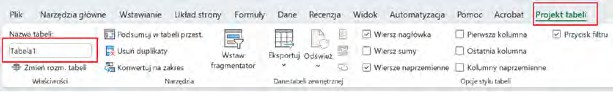 Plik Narzędzia główne Wstawianie Układ strony Formuły Dane Recenzja Widok Automatyzacja Pomoc Acrobat Projekt tabeli
Nazwa tabeli:
Tabela1
Zmień rozm. tabeli
Właściwości
Podsumuj w tabeli przest.
Usuń duplikaty
Konwertuj na zakres
Wstaw
fragmentator
Narzędzia
Eksportuj Odśwież
Dane tabeli zewnętrznej
Wiersz nagłówka Pierwsza kolumna Przycisk filtru
Wiersz sumy Ostatnia kolumna
Wiersze naprzemienne Kolumny naprzemienne
Opcje stylu tabeli